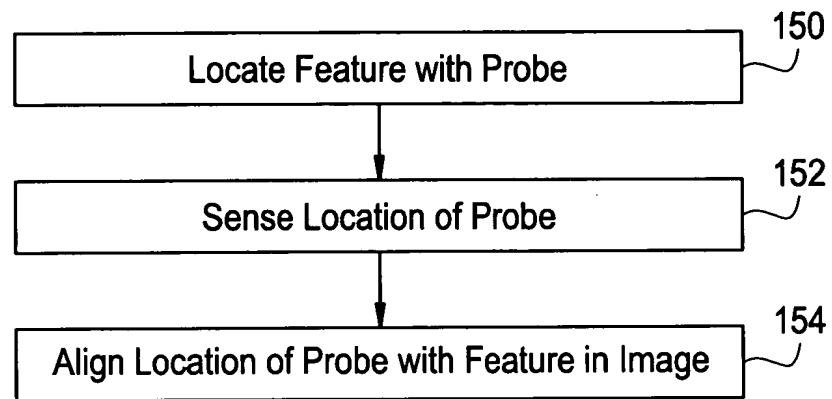 150
Locate Feature with Probe
152
Sense Location of Probe
154
Align Location of Probe with Feature in Image